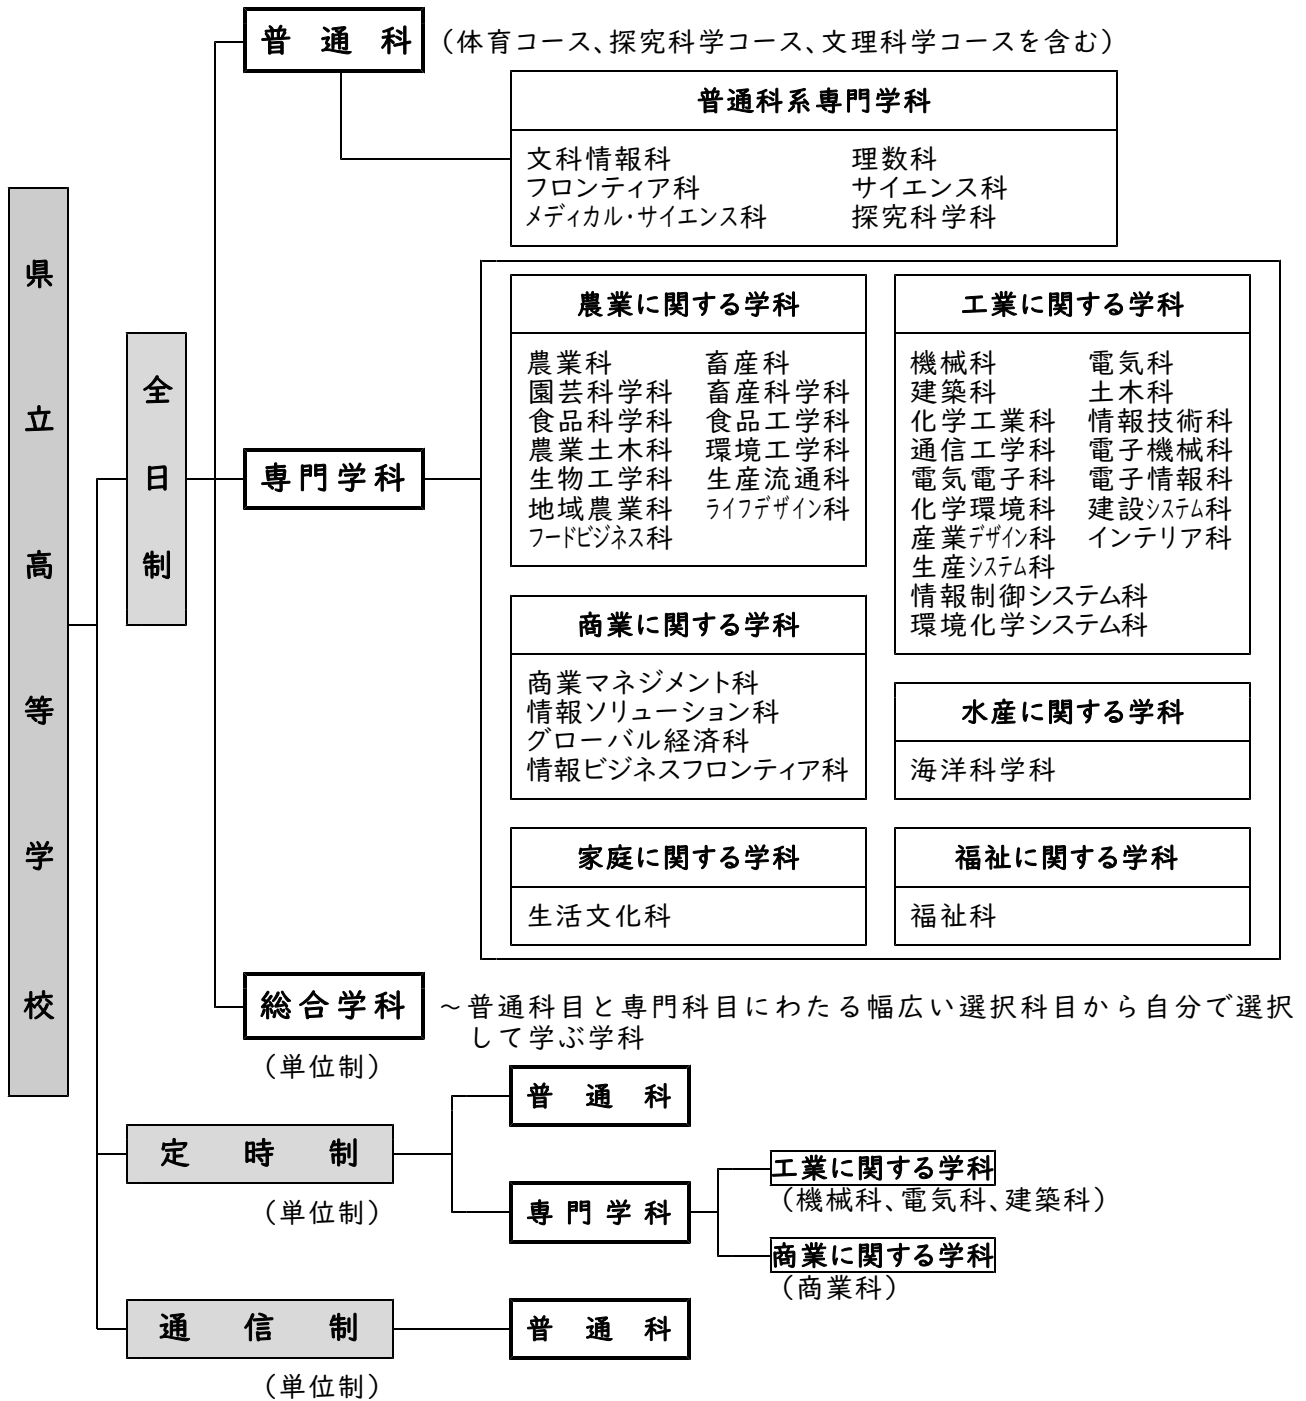 県立高等学校
全日制
普通科
（体育コース、探究科学コース、文理科学コースを含む）
普通科系専門学科
文科情報科　理数科
フロンティア科　サイエンス科
メディカル・サイエンス科　探究科学科
専門学科
農業に関する学科
農業科　畜産科
園芸科学科　畜産科学科
食品科学科　食品工学科
農業土木科　環境工学科
生物工学科　生産流通科
地域農業科　ライフデザイン科
フードビジネス科
工業に関する学科
機械科　電気科
建築科　土木科
化学工業科　情報技術科
通信工学科　電子機械科
電気電子科　電子情報科
化学環境科　建設システム科
産業デザイン科　インテリア科
生産システム科
情報制御システム科
環境化学システム科
商業に関する学科
商業マネジメント科
情報ソリューション科
グローバル経済科
情報ビジネスフロンティア科
水産に関する学科
海洋科学科
家庭に関する学科
生活文化科
福祉に関する学科
福祉科
総合学科
～普通科目と専門科目にわたる幅広い選択科目から自分で選択
して学ぶ学科
（単位制）
定時制
（単位制）
普通科
専門学科
工業に関する学科
（機械科、電気科、建築科）
商業に関する学科
（商業科）
通信制
（単位制）
普通科